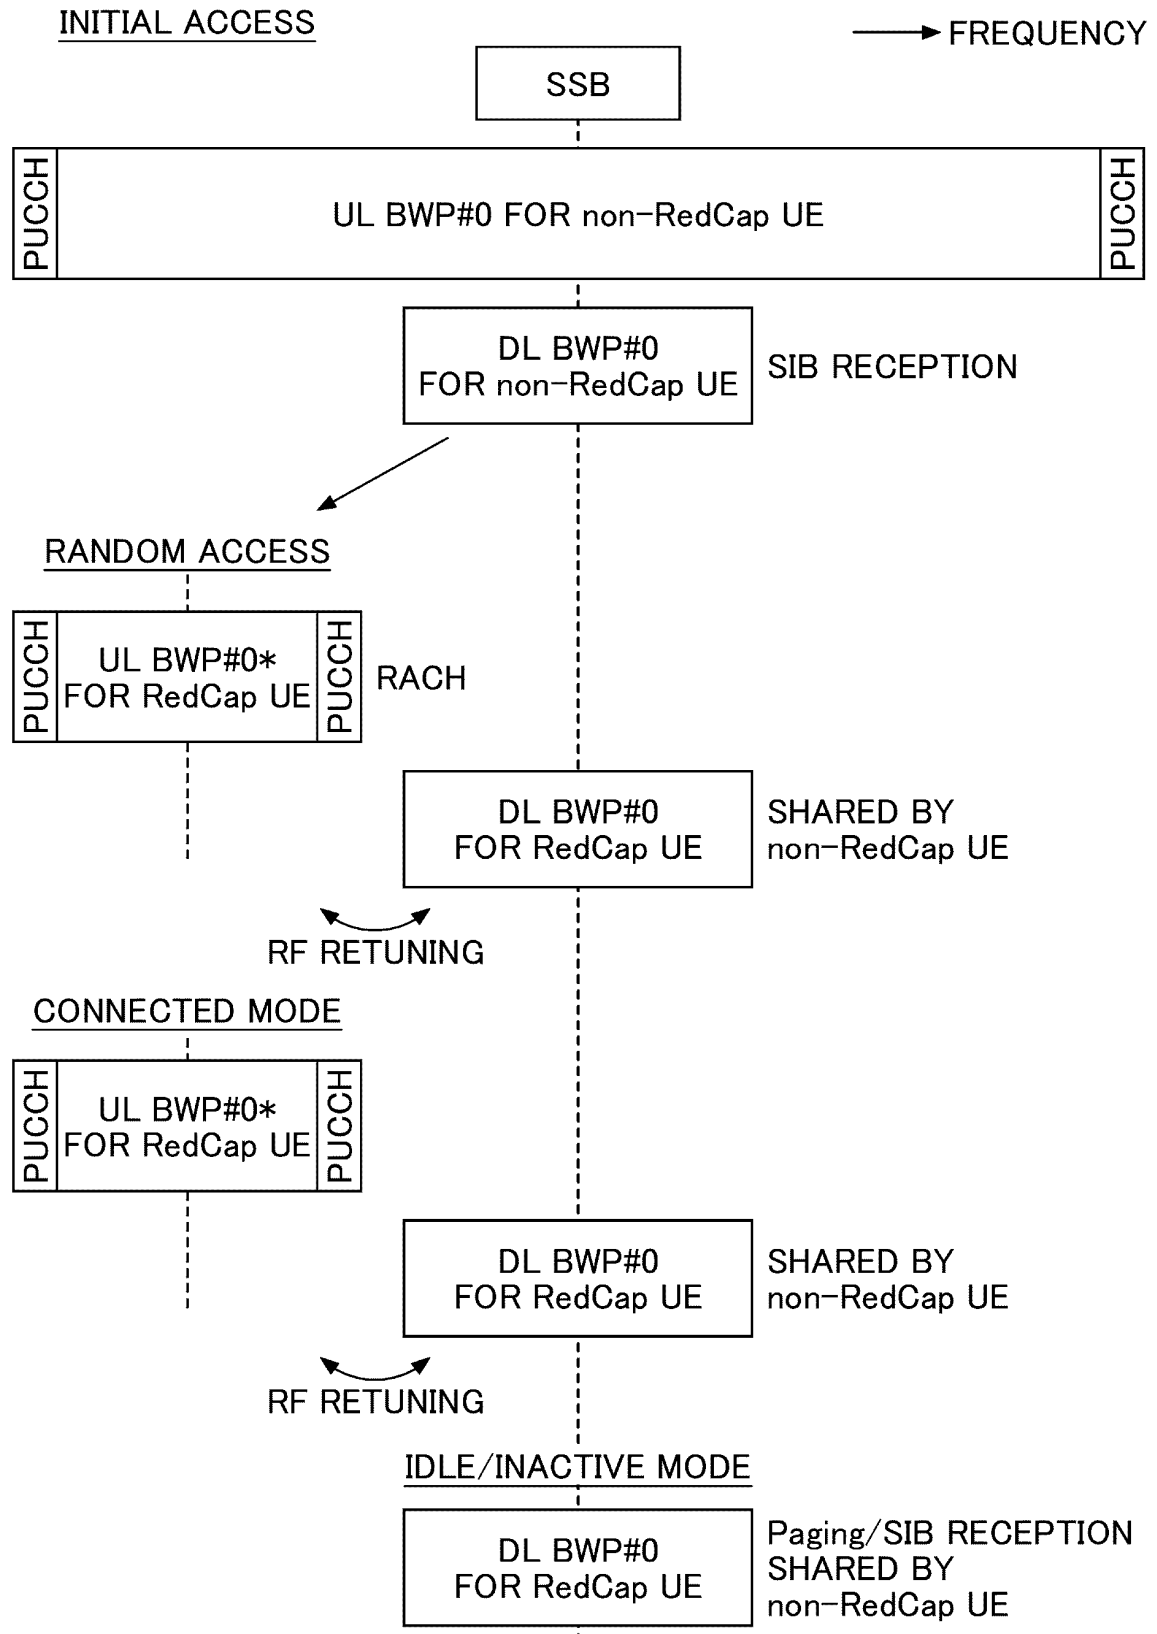 INITIAL ACCESS
FREQUENCY
SSB
PUCCH
UL BWP#0 FOR non-RedCap UE
PUCCH
DL BWP#0
FOR non-RedCap UE
SIB RECEPTION
RANDOM ACCESS
PUCCH
UL BWP#0*
FOR RedCap UE
PUCCH
RACH
DL BWP#0
FOR RedCap UE
SHARED BY
non-RedCap UE
RF RETUNING
CONNECTED MODE
PUCCH
UL BWP#0*
FOR RedCap UE
PUCCH
DL BWP#0
FOR RedCap UE
SHARED BY
non-RedCap UE
RF RETUNING
IDLE/INACTIVE MODE
DL BWP#0
FOR RedCap UE
Paging/SIB RECEPTION
SHARED BY
non-RedCap UE